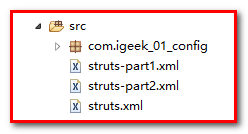 src
com.igeek_01_config
struts-part1.xml
struts-part2.xml
struts.xml